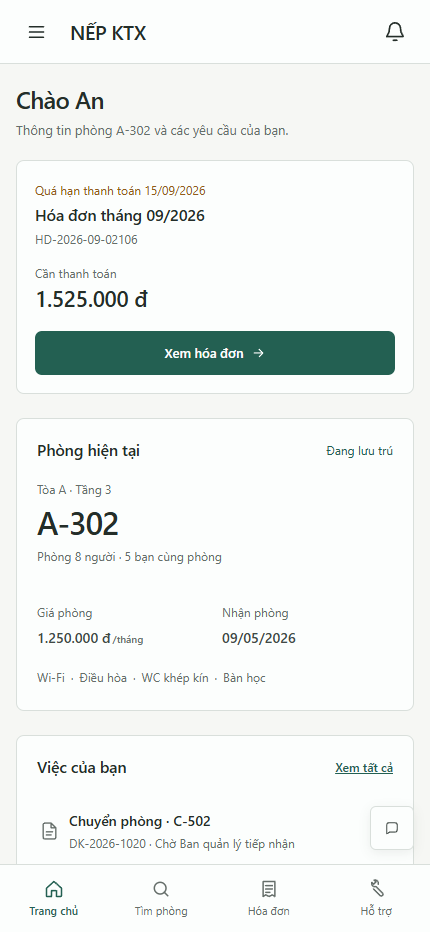 NẾP KTX
Chào An
Thông tin phòng A-302 và các yêu cầu của bạn.
Quá hạn thanh toán 15/09/2026
Hóa đơn tháng 09/2026
HD-2026-09-02106
Cần thanh toán
1.525.000 đ
Xem hóa đơn →
Phòng hiện tại
Đang lưu trú
Tòa A · Tầng 3
A-302
Phòng 8 người · 5 bạn cùng phòng
Giá phòng
Nhận phòng
1.250.000 đ/tháng
09/05/2026
Wi-Fi · Điều hòa · WC khép kín · Bàn học
Việc của bạn
Xem tất cả
Chuyển phòng · C-502
DK-2026-1020 · Chờ Ban quản lý tiếp nhận
Trang chủ
Tìm phòng
Hóa đơn
Hỗ trợ